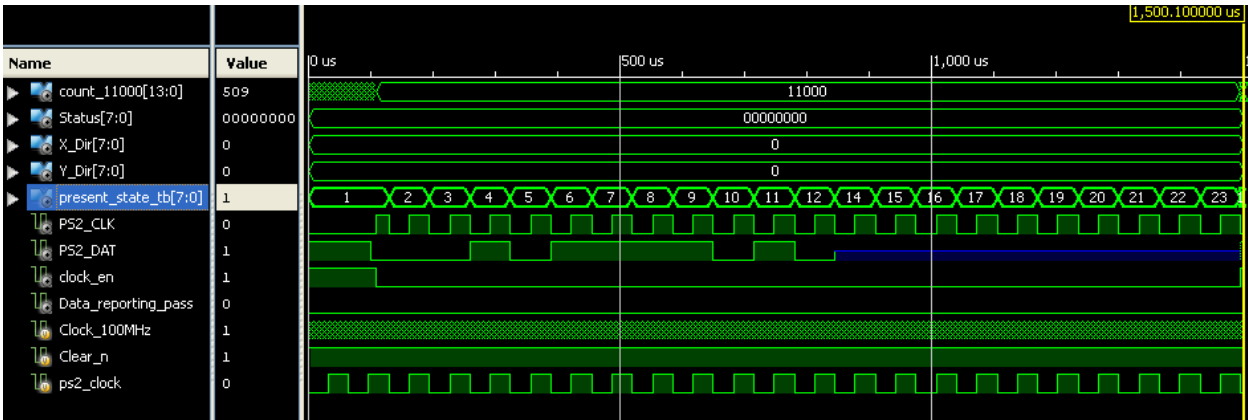 1,500.100000 us
Name Value 0 us 500 us 1,000 us
count_11000[13:0] 509 11000
Status[7:0] 00000000 00000000
X_Dir[7:0] 0 0
Y_Dir[7:0] 0 0
present_state_tb[7:0] 1 1 2 3 4 5 6 7 8 9 10 11 12 14 15 16 17 18 19 20 21 22 23
PS2_CLK 0
PS2_DAT 1
clock_en 1
Data_reporting_pass 0
Clock_100MHz 1
Clear_n 1
ps2_clock 0